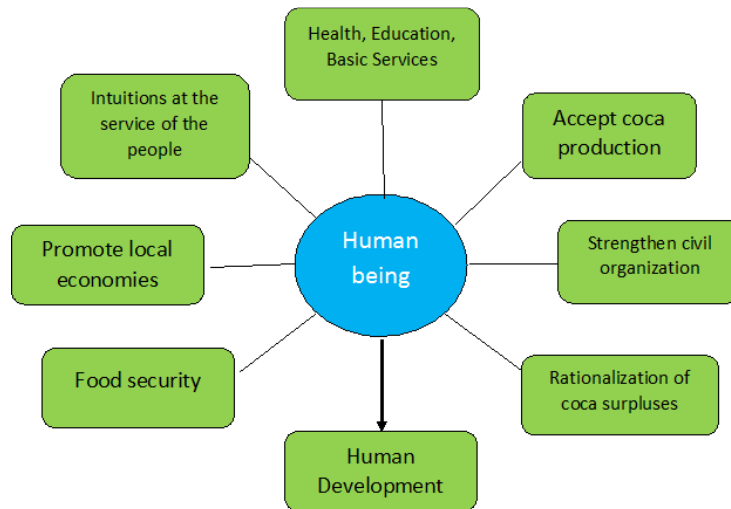 Health, Education,
Basic Services
Intuitions at the
service of the
people
Accept coca
production
Human
being
Promote local
economies
Strengthen civil
organization
Food security
Rationalization of
coca surpluses
Human
Development